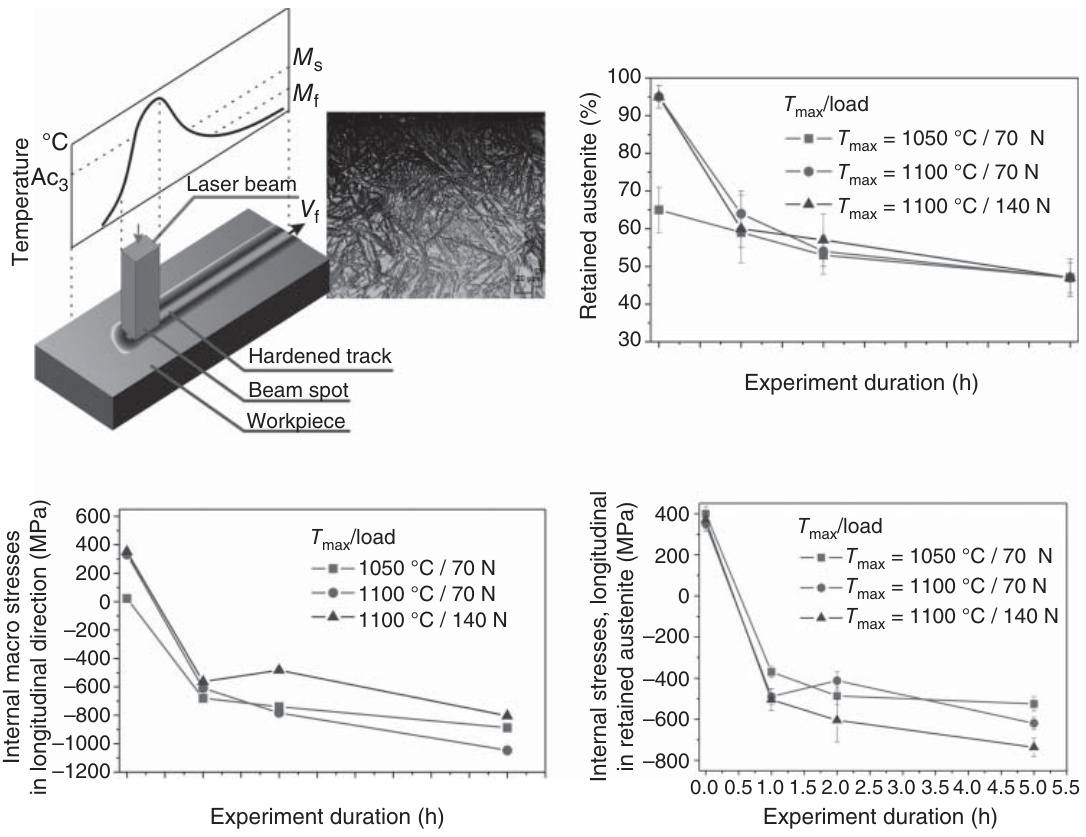 Ms
Mf
°C
Ac3
Temperature
Laser beam
Vf
20 µm
Hardened track
Beam spot
Workpiece
100
90
80
70
60
50
40
30
Retained austenite (%)
Tmax/load
Tmax = 1050 °C / 70 N
Tmax = 1100 °C / 70 N
Tmax = 1100 °C / 140 N
Experiment duration (h)
600
400
200
0
–200
–400
–600
–800
–1000
–1200
Internal macro stresses
in longitudinal direction (MPa)
Tmax/load
1050 °C / 70 N
1100 °C / 70 N
1100 °C / 140 N
Experiment duration (h)
400
200
0
–200
–400
–600
–800
Internal stresses, longitudinal
in retained austenite (MPa)
Tmax/load
Tmax = 1050 °C / 70 N
Tmax = 1100 °C / 70 N
Tmax = 1100 °C / 140 N
0.0 0.5 1.0 1.5 2.0 2.5 3.0 3.5 4.0 4.5 5.0 5.5
Experiment duration (h)